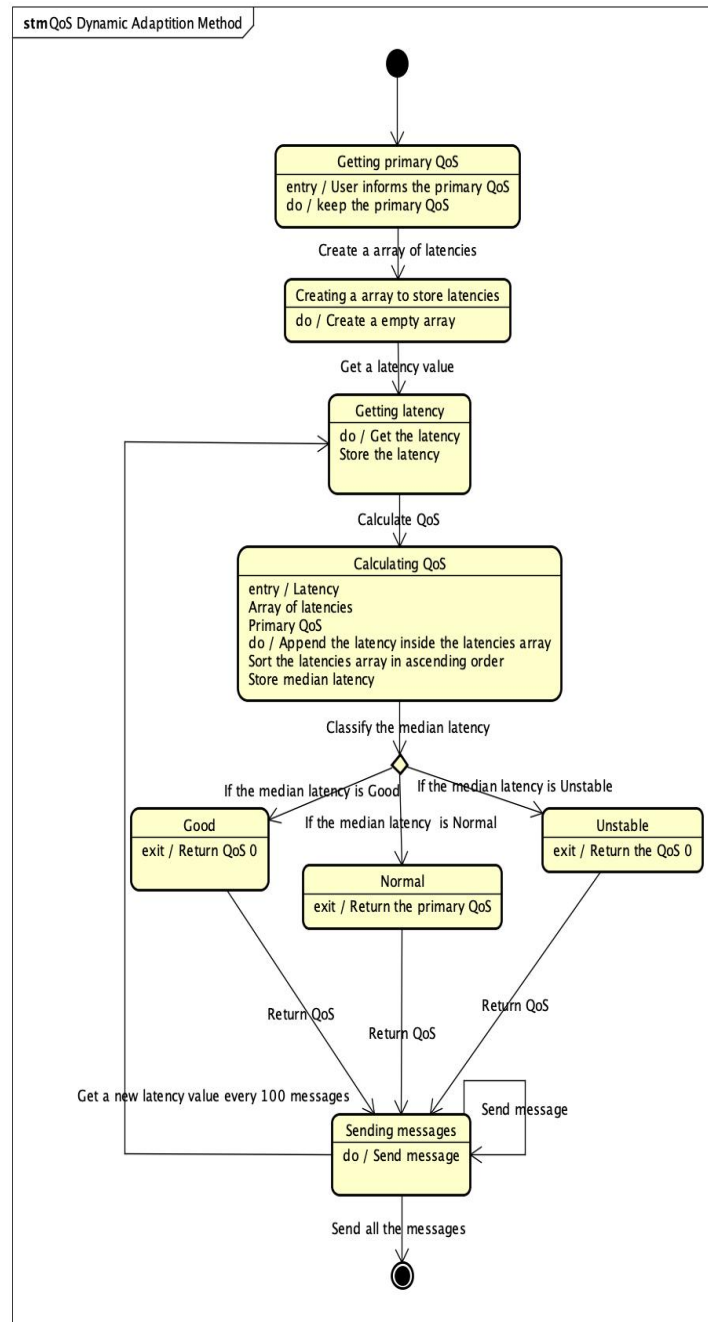 stm QoS Dynamic Adaptition Method
Getting primary QoS
entry / User informs the primary QoS
do / keep the primary QoS
Create a array of latencies
Creating a array to store latencies
do / Create a empty array
Get a latency value
Getting latency
do / Get the latency
Store the latency
Calculate QoS
Calculating QoS
entry / Latency
Array of latencies
Primary QoS
do / Append the latency inside the latencies array
Sort the latencies array in ascending order
Store median latency
Classify the median latency
If the median latency is Good
If the median latency is Normal
If the median latency is Unstable
Good
exit / Return QoS 0
Normal
exit / Return the primary QoS
Unstable
exit / Return the QoS 0
Return QoS
Return QoS
Return QoS
Get a new latency value every 100 messages
Sending messages
do / Send message
Send message
Send all the messages